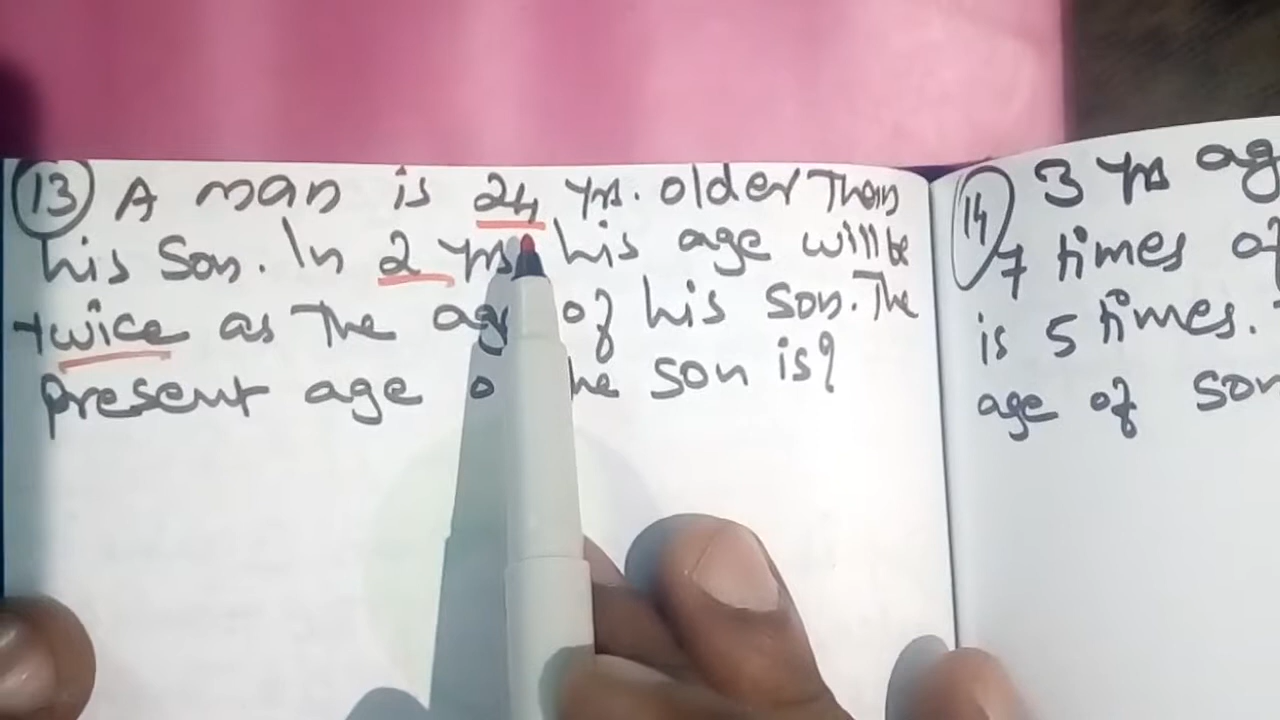 13 A man is 24 yrs. older Than
his Son. In 2 yrs his age will be
twice as The age of his Son. The
present age o he son is?
14 3 yrs ag
7 times of
is 5 times.
age of son